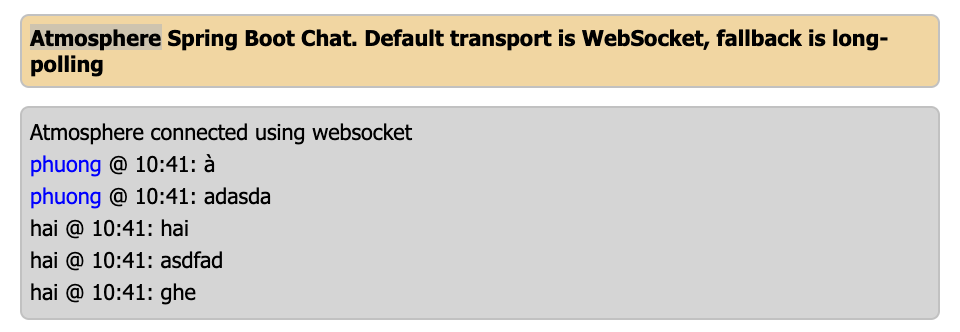 Atmosphere Spring Boot Chat. Default transport is WebSocket, fallback is long-
polling
Atmosphere connected using websocket
phuong @ 10:41: à
phuong @ 10:41: adasda
hai @ 10:41: hai
hai @ 10:41: asdfad
hai @ 10:41: ghe